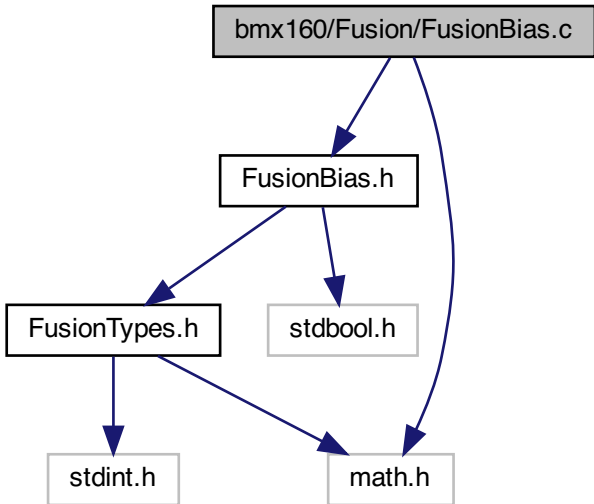 bmx160/Fusion/FusionBias.c
FusionBias.h
FusionTypes.h
stdbool.h
stdint.h
math.h